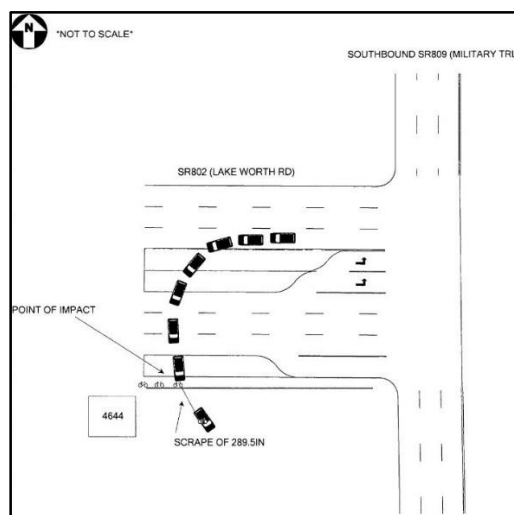 N
*NOT TO SCALE*
SOUTHBOUND SR809 (MILITARY TRL
SR802 (LAKE WORTH RD)
POINT OF IMPACT
4644
SCRAPE OF 289.5IN